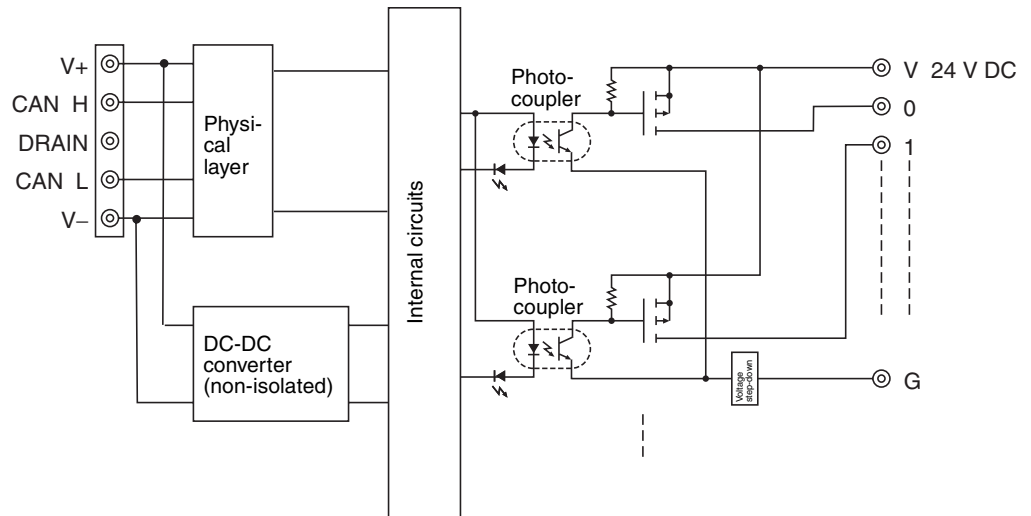 V+
CAN H
DRAIN
CAN L
V–
Physi-
cal
layer
DC-DC
converter
(non-isolated)
Internal circuits
Photo-
coupler
Photo-
coupler
V 24 V DC
0
1
Voltage
step-down
G